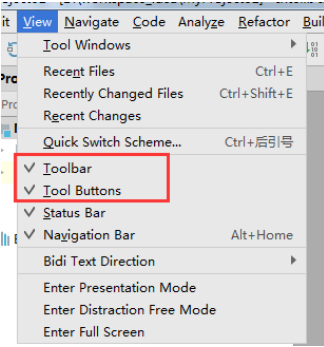 it View Navigate Code Analyze Refactor Buil
Tool Windows
Recent Files Ctrl+E
Recently Changed Files Ctrl+Shift+E
Recent Changes
Quick Switch Scheme... Ctrl+后引号
Toolbar
Tool Buttons
Status Bar
Navigation Bar Alt+Home
Bidi Text Direction
Enter Presentation Mode
Enter Distraction Free Mode
Enter Full Screen